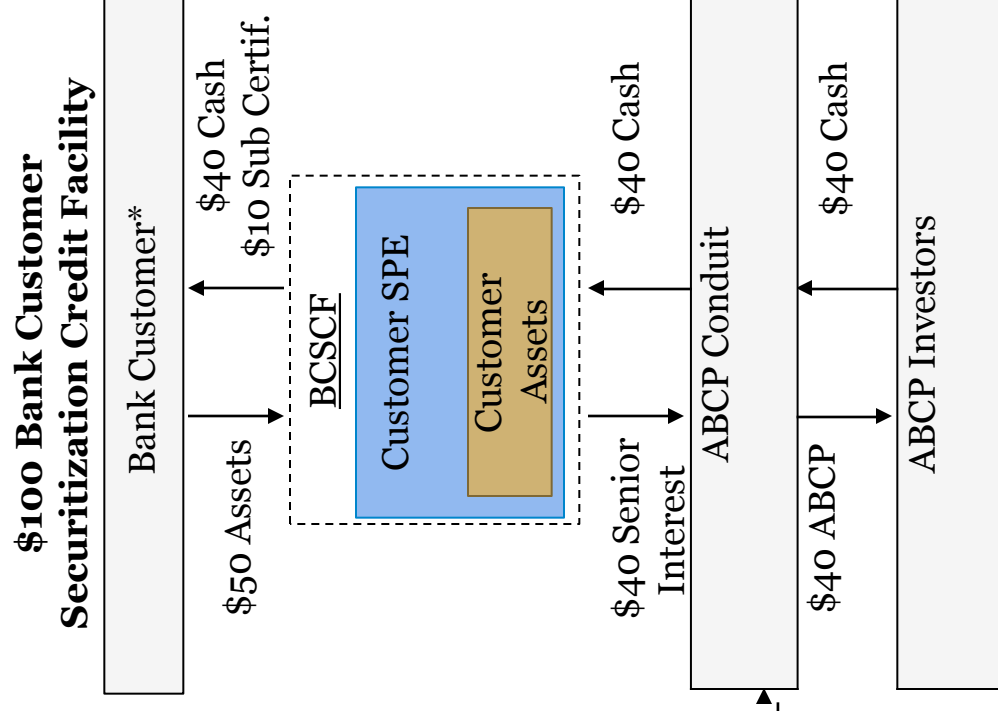 $100 Bank Customer
Securitization Credit Facility
Bank Customer*
$50 Assets
$40 Cash
$10 Sub Certif.
BCSCF
Customer SPE
Customer
Assets
$40 Senior
Interest
$40 Cash
ABCP Conduit
$40 ABCP
$40 Cash
ABCP Investors